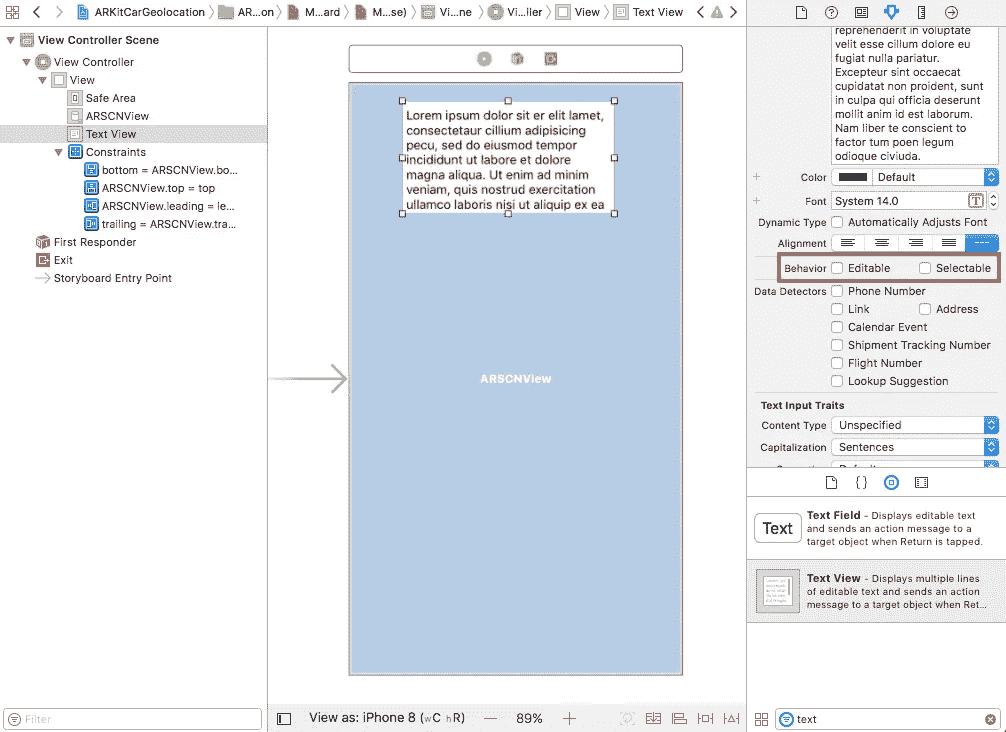 ARKitCarGeolocation
AR...on
M...ard
M...se)
Vi...ne
Vi...ller
View
Text View
View Controller Scene
View Controller
View
Safe Area
ARSCNView
Text View
Constraints
bottom = ARSCNView.bo...
ARSCNView.top = top
ARSCNView.leading = le...
trailing = ARSCNView.tra...
First Responder
Exit
Storyboard Entry Point
Filter
Lorem ipsum dolor sit er elit lamet,
consectetaur cillium adipisicing
pecu, sed do eiusmod tempor
incididunt ut labore et dolore
magna aliqua. Ut enim ad minim
veniam, quis nostrud exercitation
ullamco laboris nisi ut aliquip ex ea
ARSCNView
View as: iPhone 8 (wC hR)
89%
reprehenderit in voluptate
velit esse cillum dolore eu
fugiat nulla pariatur.
Excepteur sint occaecat
cupidatat non proident, sunt
in culpa qui officia deserunt
mollit anim id est laborum.
Nam liber te conscient to
factor tum poen legum
odioque civiuda.
Color Default
Font System 14.0 T
Dynamic Type Automatically Adjusts Font
Alignment
Behavior Editable Selectable
Data Detectors Phone Number
Link Address
Calendar Event
Shipment Tracking Number
Flight Number
Lookup Suggestion
Text Input Traits
Content Type Unspecified
Capitalization Sentences
Text
Text Field - Displays editable text
and sends an action message to a
target object when Return is tapped.
Text View - Displays multiple lines
of editable text and sends an action
message to a target object when Ret...
text